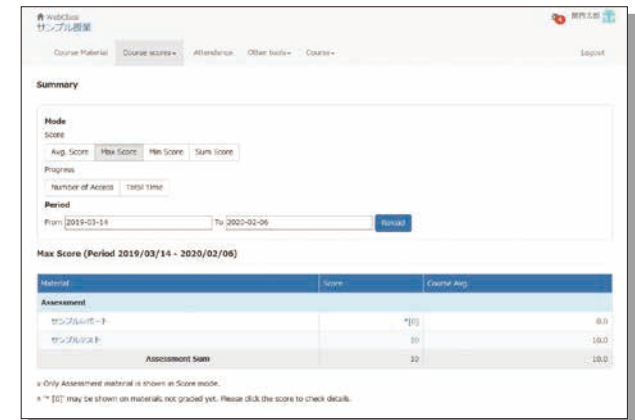 WebClass
サンプル授業
関西太郎
Course Material Course scores Attendance Other tools Course Logout
Summary
Mode
Score
Avg. Score Max Score Min Score Sum Score
Progress
Number of Access Total Time
Period
From 2019-03-14 To 2020-02-06 Reload
Max Score (Period 2019/03/14 - 2020/02/06)
Material Score Course Avg.
Assessment
サンプルレポート *[0] 0.0
サンプルテスト 10 10.0
Assessment Sum 10 10.0
Only Assessment material is shown in Score mode.
"* [0]" may be shown on materials not graded yet. Please click the score to check details.